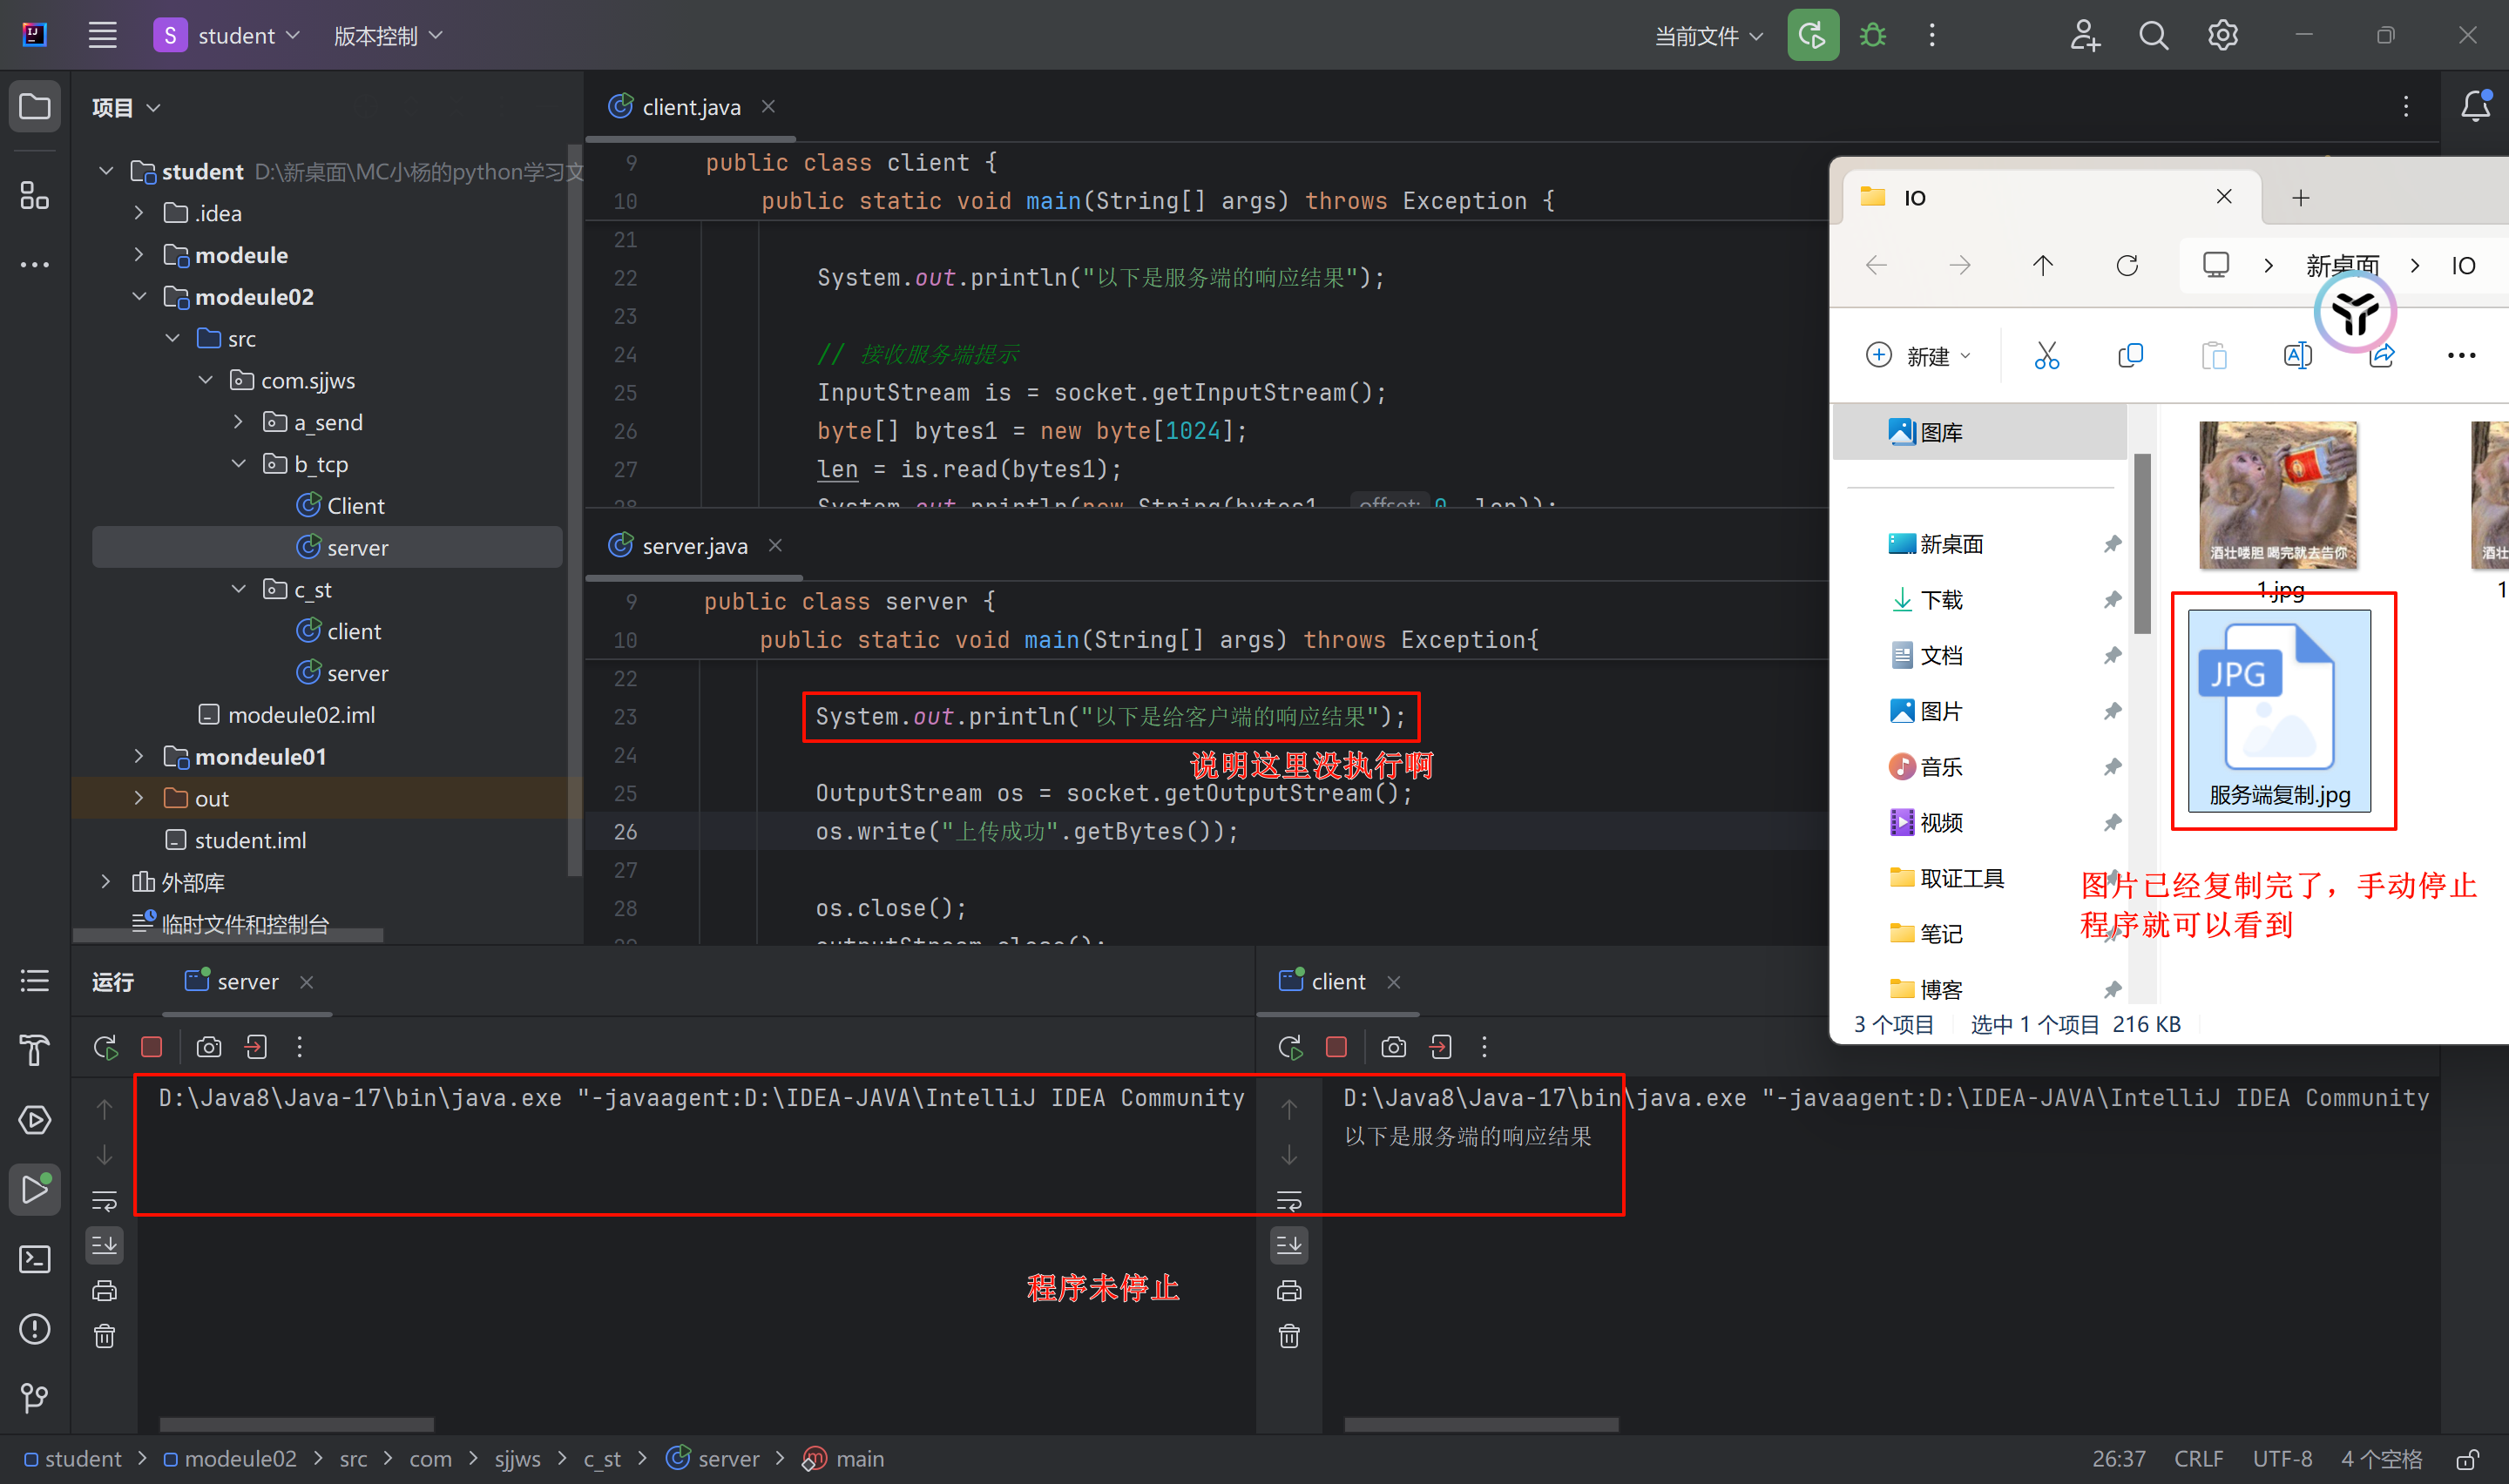 S student 版本控制 当前文件
项目
student D:\新桌面\MC小杨的python学习文
.idea
modeule
modeule02
src
com.sjjws
a_send
b_tcp
Client
server
c_st
client
server
modeule02.iml
mondeule01
out
student.iml
外部库
临时文件和控制台
client.java
9 public class client {
10 public static void main(String[] args) throws Exception {
21
22 System.out.println("以下是服务端的响应结果");
23
24 // 接收服务端提示
25 InputStream is = socket.getInputStream();
26 byte[] bytes1 = new byte[1024];
27 len = is.read(bytes1);
28 System.out.println(new String(bytes1, offset: 0, len));
server.java
9 public class server {
10 public static void main(String[] args) throws Exception{
22
23 System.out.println("以下是给客户端的响应结果");
说明这里没执行啊
24
25 OutputStream os = socket.getOutputStream();
26 os.write("上传成功".getBytes());
27
28 os.close();
29 outputStream.close();
IO
新桌面 IO
新建
图库
新桌面
下载
文档
图片
音乐
视频
取证工具
笔记
博客
酒壮喽胆 喝完就去告你
酒壮
1.jpg
1
JPG
服务端复制.jpg
图片已经复制完了，手动停止
程序就可以看到
3 个项目 选中 1 个项目 216 KB
运行 server
client
D:\Java8\Java-17\bin\java.exe "-javaagent:D:\IDEA-JAVA\IntelliJ IDEA Community
D:\Java8\Java-17\bin\java.exe "-javaagent:D:\IDEA-JAVA\IntelliJ IDEA Community
以下是服务端的响应结果
程序未停止
student modeule02 src com sjjws c_st server main
26:37 CRLF UTF-8 4 个空格